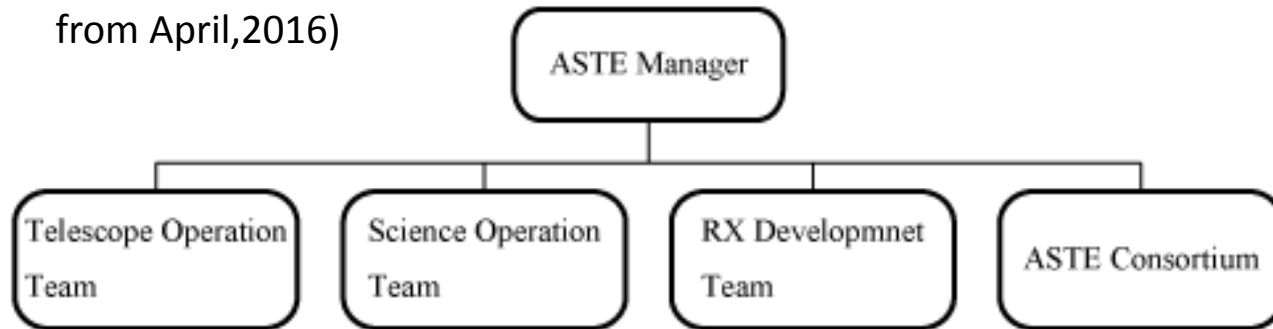 from April,2016)
ASTE Manager
Telescope Operation
Team
Science Operation
Team
RX Developmnet
Team
ASTE Consortium